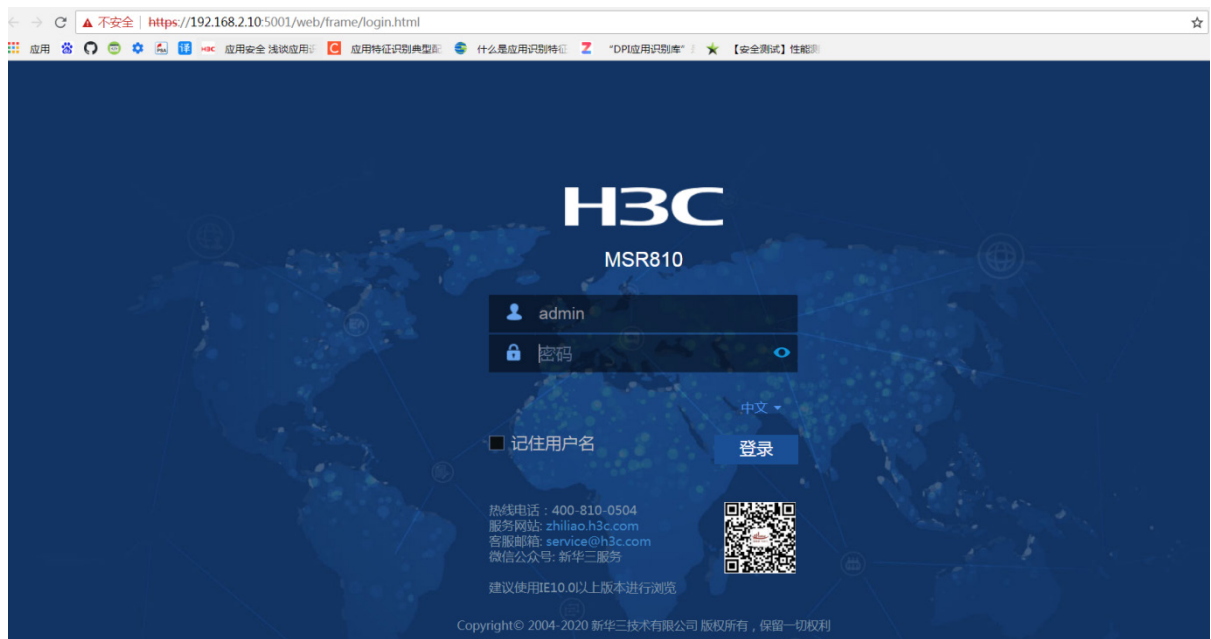 不安全 | https://192.168.2.10:5001/web/frame/login.html
应用 译 H3C 应用安全 浅谈应用 应用特征识别典型配 什么是应用识别特征 “DPI应用识别库” 【安全测试】性能测
H3C
MSR810
admin
密码
中文
记住用户名
登录
热线电话：400-810-0504
服务网站: zhiliao.h3c.com
客服邮箱: service@h3c.com
微信公众号: 新华三服务
建议使用IE10.0以上版本进行浏览
Copyright© 2004-2020 新华三技术有限公司 版权所有，保留一切权利